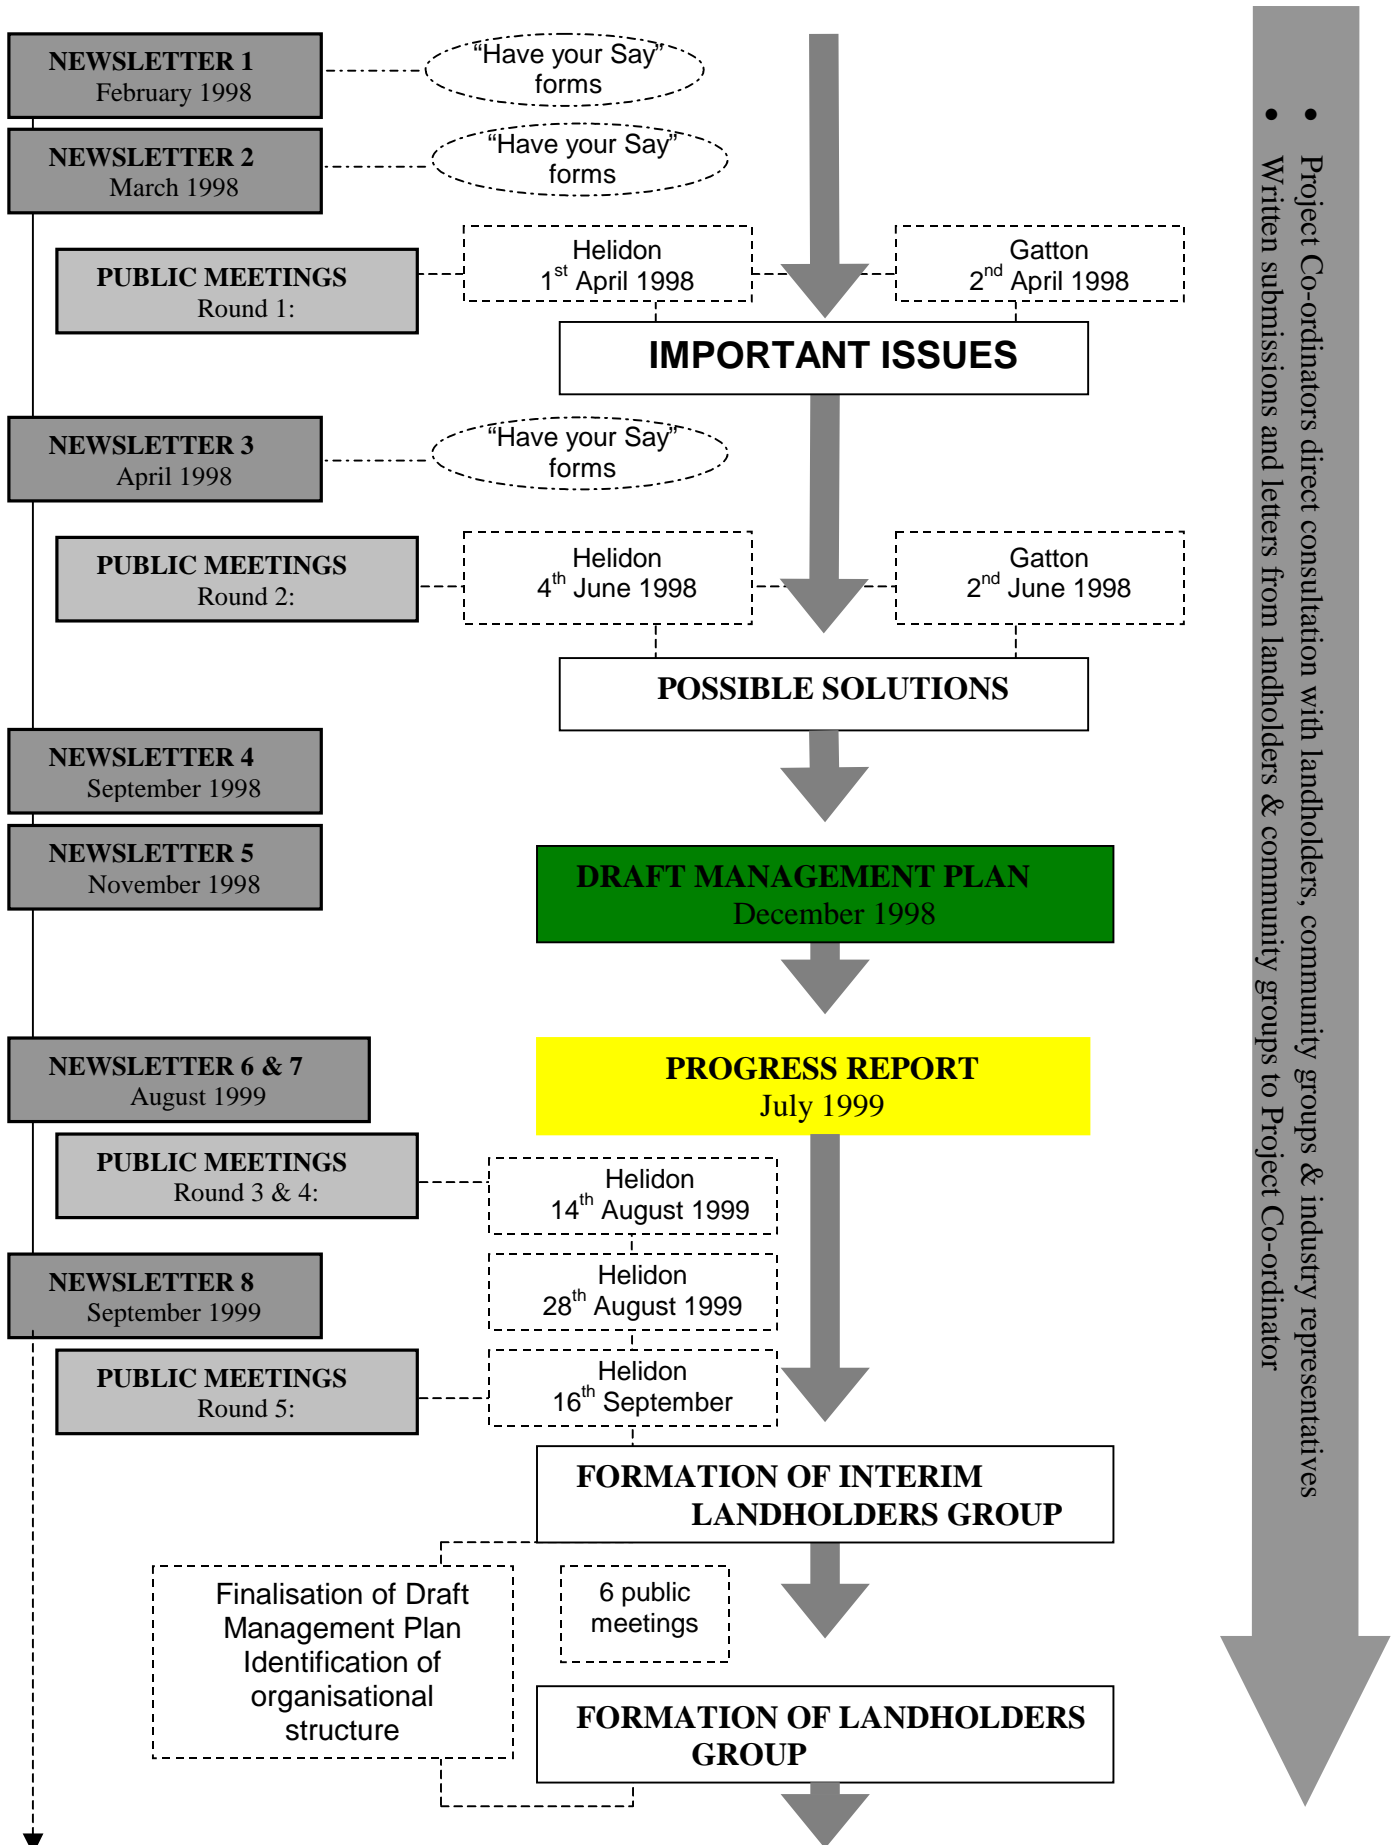 NEWSLETTER 1
February 1998
“Have your Say”
forms
NEWSLETTER 2
March 1998
“Have your Say”
forms
PUBLIC MEETINGS
Round 1:
Helidon
1st April 1998
Gatton
2nd April 1998
IMPORTANT ISSUES
NEWSLETTER 3
April 1998
“Have your Say”
forms
PUBLIC MEETINGS
Round 2:
Helidon
4th June 1998
Gatton
2nd June 1998
POSSIBLE SOLUTIONS
NEWSLETTER 4
September 1998
NEWSLETTER 5
November 1998
DRAFT MANAGEMENT PLAN
December 1998
NEWSLETTER 6 & 7
August 1999
PROGRESS REPORT
July 1999
PUBLIC MEETINGS
Round 3 & 4:
Helidon
14th August 1999
Helidon
28th August 1999
NEWSLETTER 8
September 1999
PUBLIC MEETINGS
Round 5:
Helidon
16th September
FORMATION OF INTERIM
LANDHOLDERS GROUP
Finalisation of Draft
Management Plan
Identification of
organisational
structure
6 public
meetings
FORMATION OF LANDHOLDERS
GROUP
• Project Co-ordinators direct consultation with landholders, community groups & industry representatives
• Written submissions and letters from landholders & community groups to Project Co-ordinator